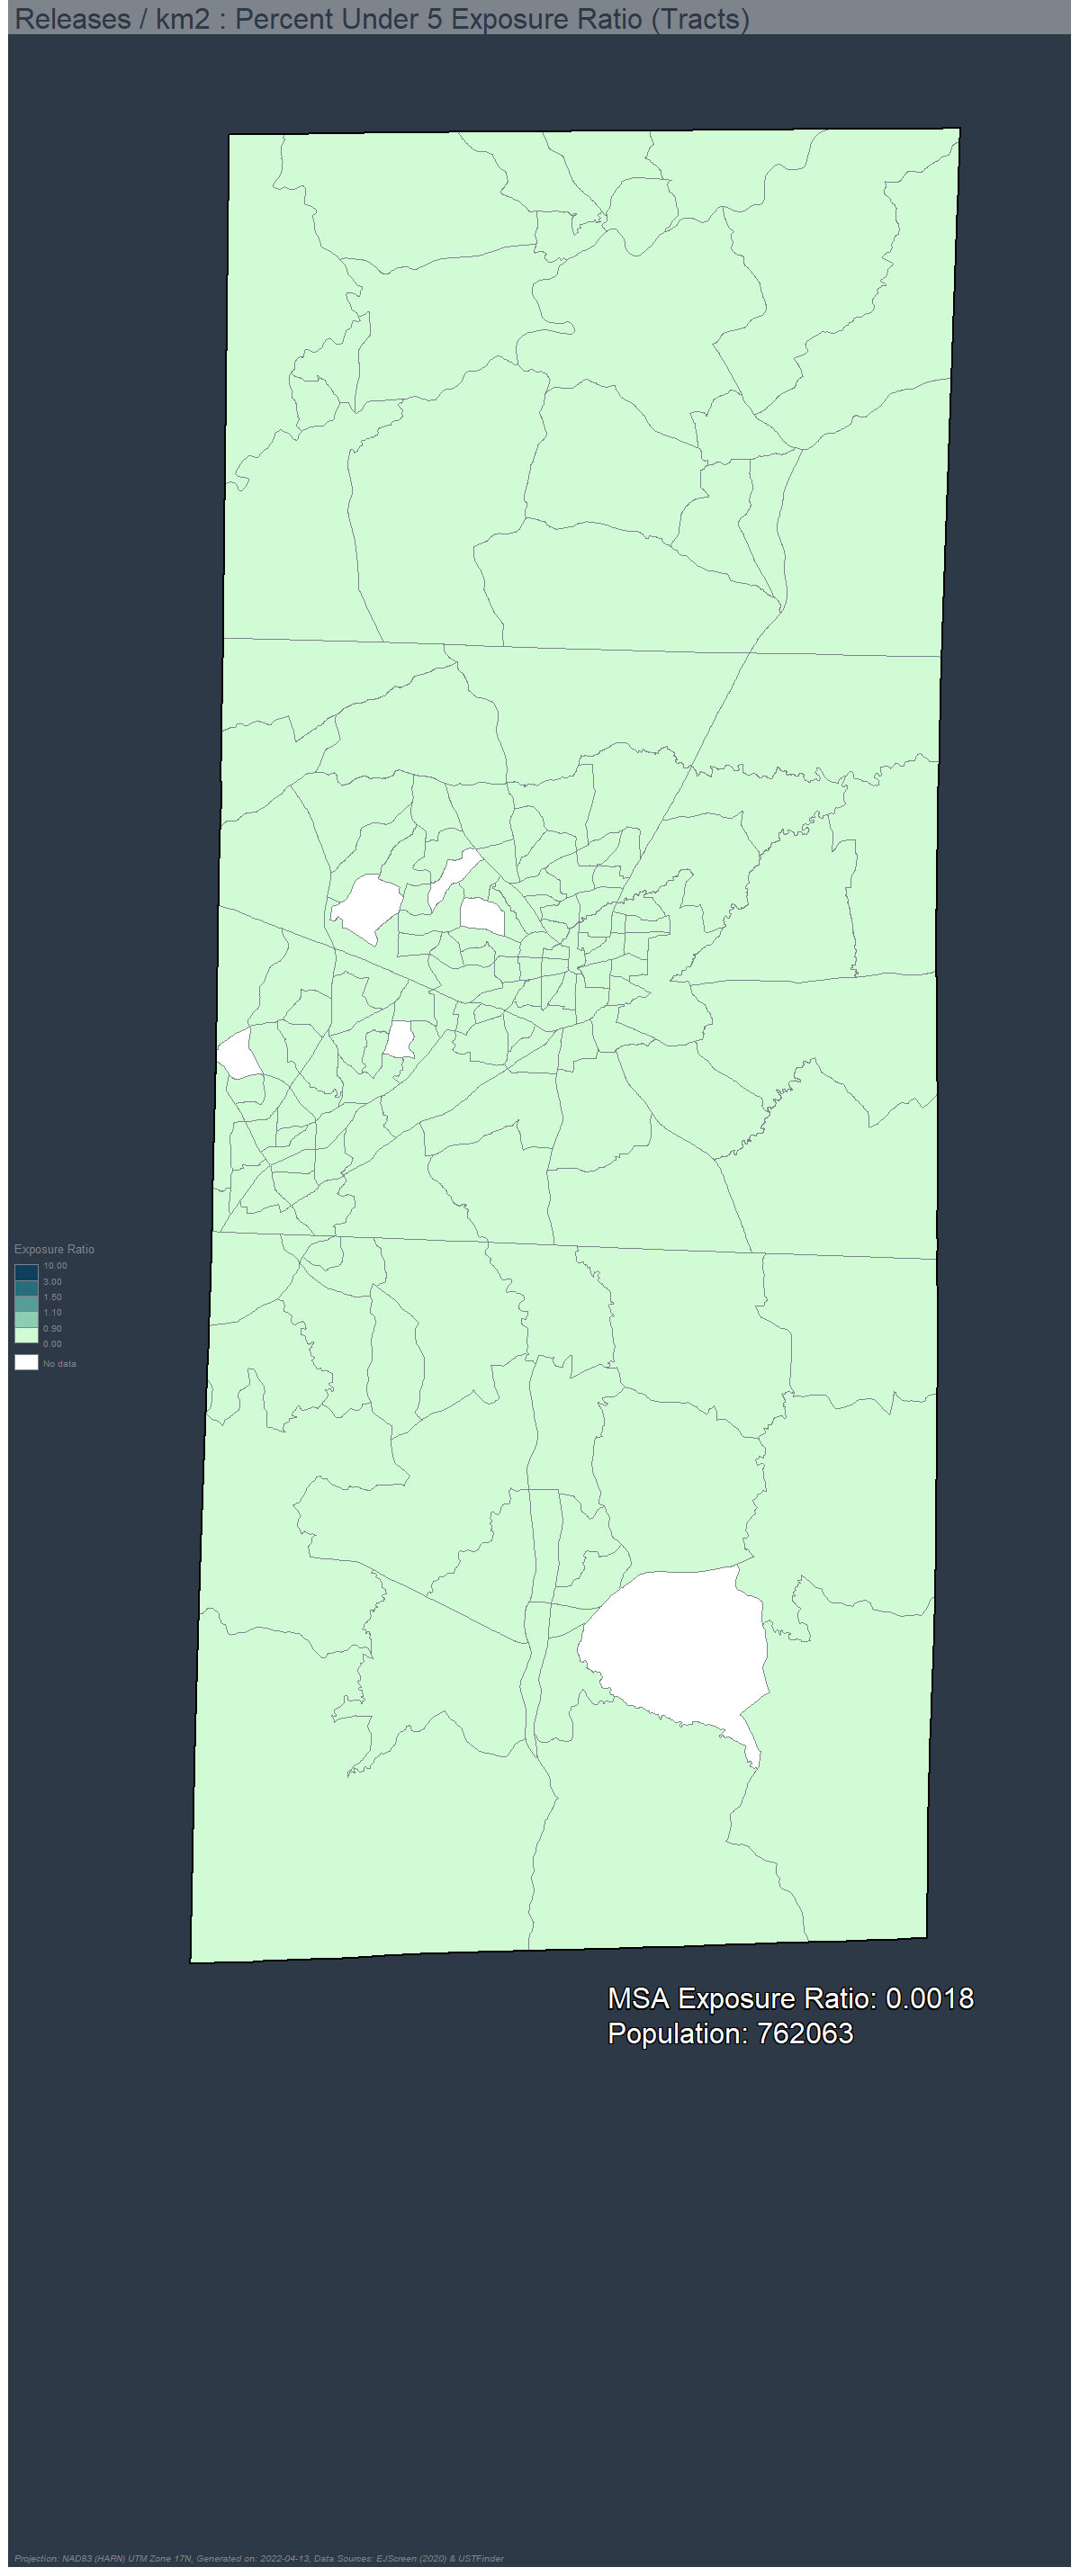 Releases / km2 : Percent Under 5 Exposure Ratio (Tracts)
Exposure Ratio
10.00
3.00
1.50
1.10
0.90
0.00
No data
MSA Exposure Ratio: 0.0018
Population: 762063
Projection: NAD83 (HARN) UTM Zone 17N, Generated on: 2022-04-13, Data Sources: EJScreen (2020) & USTFinder